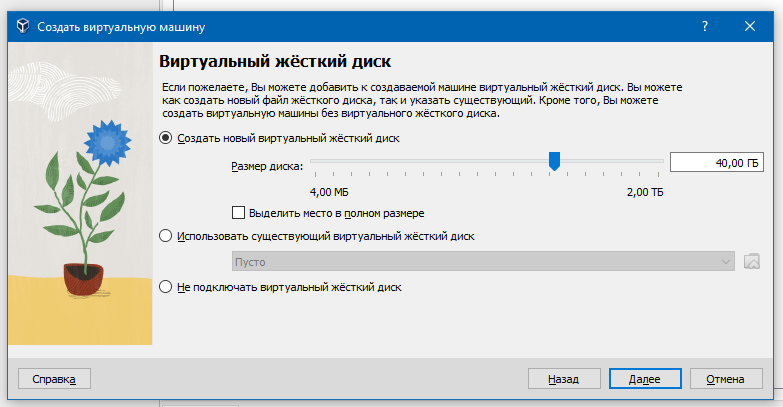 Создать виртуальную машину
?
Виртуальный жёсткий диск
Если пожелаете, Вы можете добавить к создаваемой машине виртуальный жёсткий диск. Вы можете
как создать новый файл жёсткого диска, так и указать существующий. Кроме того, Вы можете
создать виртуальную машины без виртуального жёсткого диска.
Создать новый виртуальный жёсткий диск
Размер диска: 40,00 ГБ
4,00 МБ 2,00 ТБ
Выделить место в полном размере
Использовать существующий виртуальный жёсткий диск
Пусто
Не подключать виртуальный жёсткий диск
Справка Назад Далее Отмена